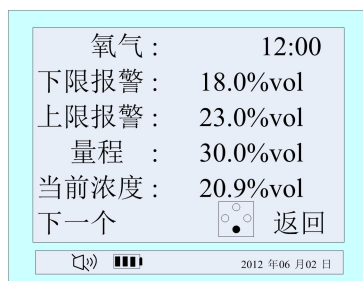 氧气： 12:00
下限报警： 18.0%vol
上限报警： 23.0%vol
量程 ： 30.0%vol
当前浓度： 20.9%vol
下一个 返回
2012 年06 月02 日